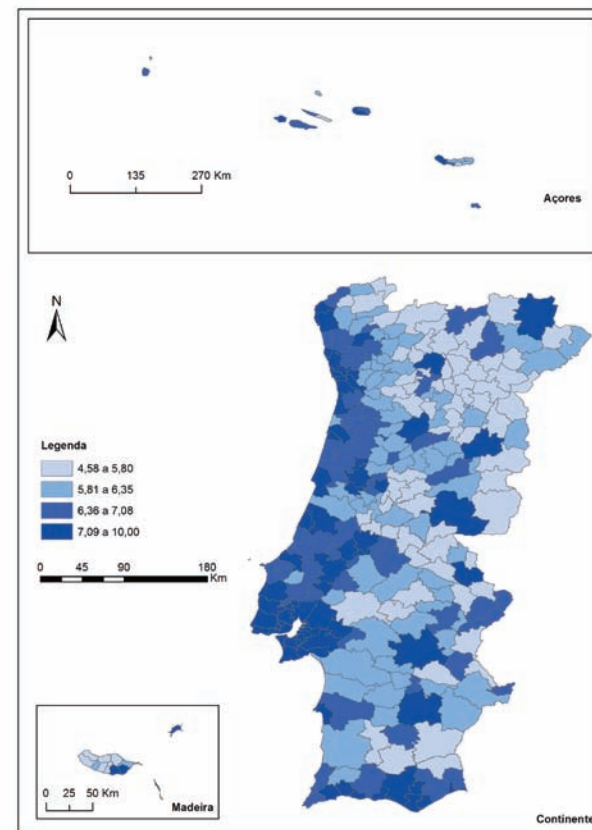 0 135 270 Km
Açores
N
Legenda
4,58 a 5,80
5,81 a 6,35
6,36 a 7,08
7,09 a 10,00
0 45 90 180
Km
0 25 50 Km
Madeira
Continente